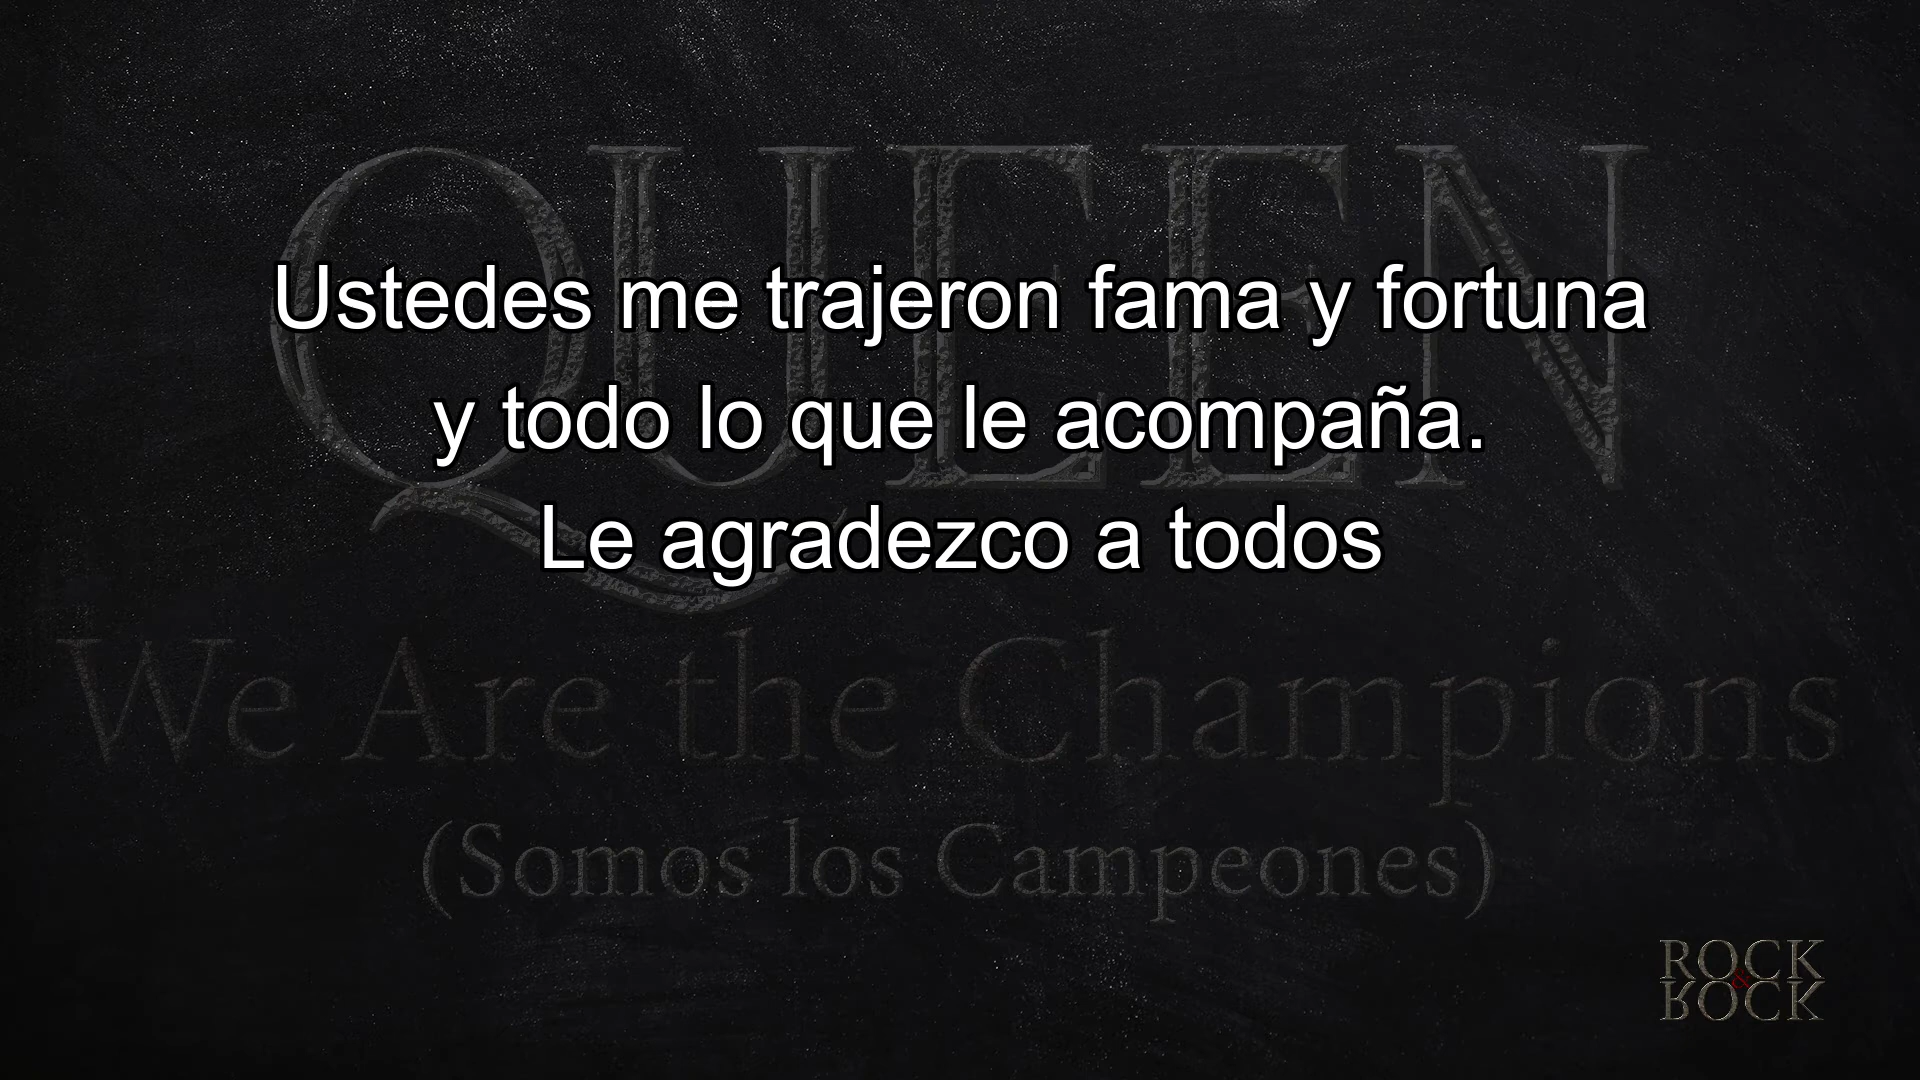 QUEEN
Ustedes me trajeron fama y fortuna
y todo lo que le acompaña.
Le agradezco a todos
We Are the Champions
(Somos los Campeones)
ROCK
&
ROCK